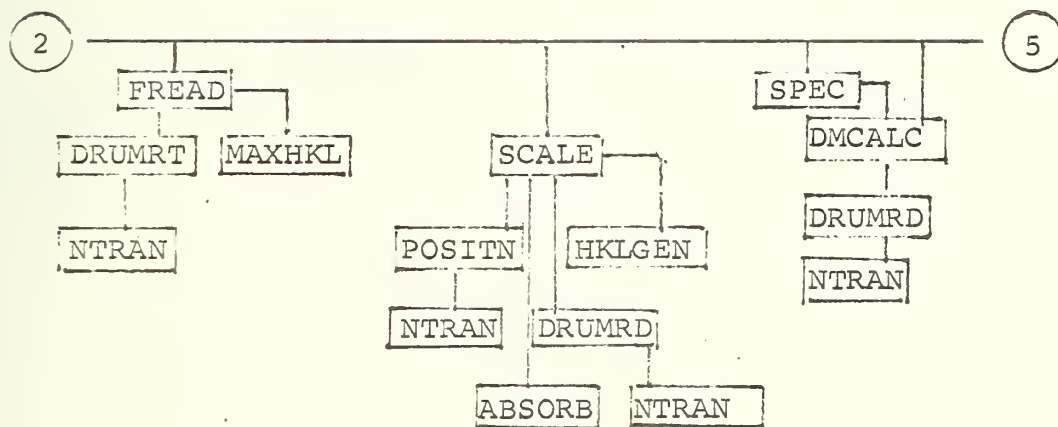 2
5
FREAD
SPEC
DRUMRT
MAXHKL
SCALE
DMCALC
NTRAN
POSITN
HKLGEN
DRUMRD
NTRAN
NTRAN
DRUMRD
ABSORB
NTRAN